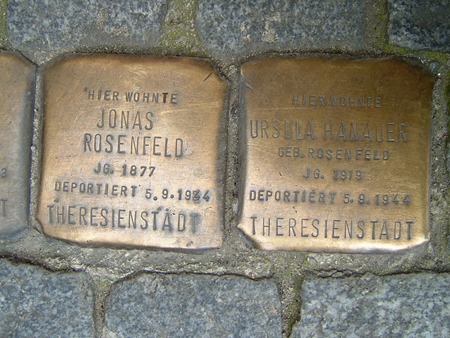 HIER WOHNTE
JONAS
ROSENFELD
JG. 1877
DEPORTIERT 5.9.1944
THERESIENSTADT
HIER WOHNTE
URSULA HANAUER
GEB. ROSENFELD
JG. 1919
DEPORTIERT 5.9.1944
THERESIENSTADT